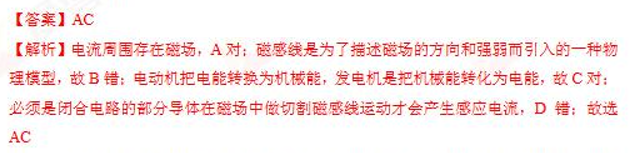 【答案】AC
【解析】电流周围存在磁场，A 对；磁感线是为了描述磁场的方向和强弱而引入的一种物
理模型，故 B 错；电动机把电能转换为机械能，发电机是把机械能转化为电能，故 C 对；
必须是闭合电路的部分导体在磁场中做切割磁感线运动才会产生感应电流，D 错；故选
AC